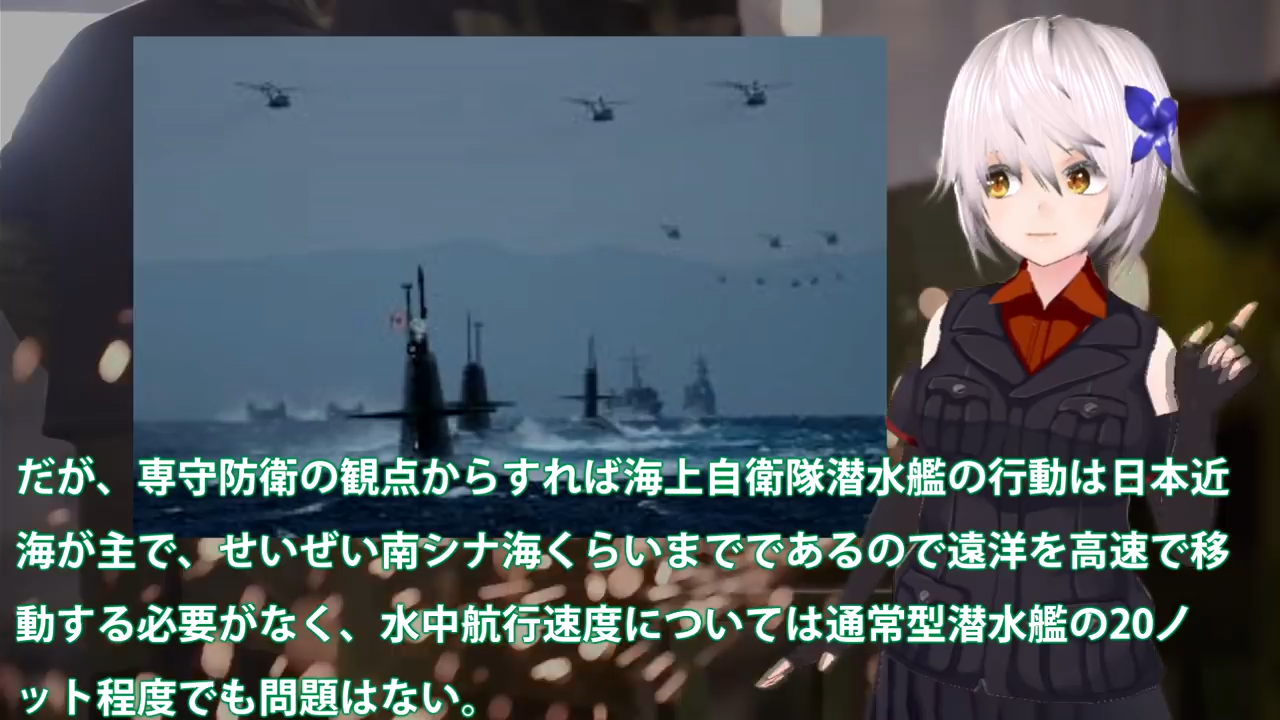 だが、専守防衛の観点からすれば海上自衛隊潜水艦の行動は日本近
海が主で、せいぜい南シナ海くらいまでであるので遠洋を高速で移
動する必要がなく、水中航行速度については通常型潜水艦の20ノ
ット程度でも問題はない。